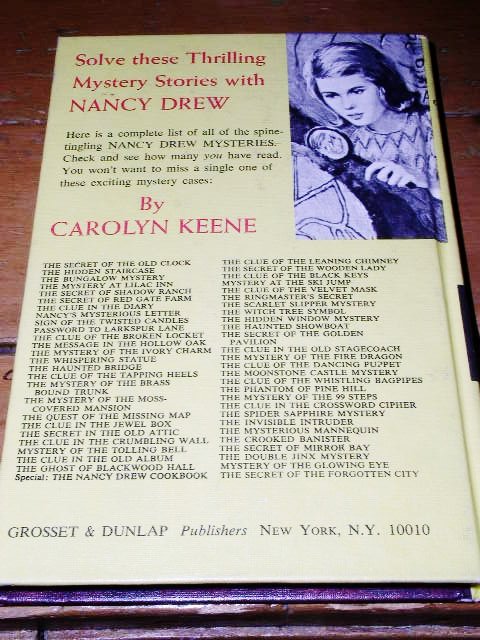 Solve these Thrilling
Mystery Stories with
NANCY DREW
Here is a complete list of all of the spine-
tingling NANCY DREW MYSTERIES.
Check and see how many you have read.
You won't want to miss a single one of
these exciting mystery cases:
By
CAROLYN KEENE
THE SECRET OF THE OLD CLOCK
THE HIDDEN STAIRCASE
THE BUNGALOW MYSTERY
THE MYSTERY AT LILAC INN
THE SECRET OF SHADOW RANCH
THE SECRET OF RED GATE FARM
THE CLUE IN THE DIARY
NANCY'S MYSTERIOUS LETTER
SIGN OF THE TWISTED CANDLES
PASSWORD TO LARKSPUR LANE
THE CLUE OF THE BROKEN LOCKET
THE MESSAGE IN THE HOLLOW OAK
THE MYSTERY OF THE IVORY CHARM
THE WHISPERING STATUE
THE HAUNTED BRIDGE
THE CLUE OF THE TAPPING HEELS
THE MYSTERY OF THE BRASS
BOUND TRUNK
THE MYSTERY OF THE MOSS-
COVERED MANSION
THE QUEST OF THE MISSING MAP
THE CLUE IN THE JEWEL BOX
THE SECRET IN THE OLD ATTIC
THE CLUE IN THE CRUMBLING WALL
MYSTERY OF THE TOLLING BELL
THE CLUE IN THE OLD ALBUM
THE GHOST OF BLACKWOOD HALL
Special: THE NANCY DREW COOKBOOK
THE CLUE OF THE LEANING CHIMNEY
THE SECRET OF THE WOODEN LADY
THE CLUE OF THE BLACK KEYS
MYSTERY AT THE SKI JUMP
THE CLUE OF THE VELVET MASK
THE RINGMASTER'S SECRET
THE SCARLET SLIPPER MYSTERY
THE WITCH TREE SYMBOL
THE HIDDEN WINDOW MYSTERY
THE HAUNTED SHOWBOAT
THE SECRET OF THE GOLDEN
PAVILION
THE CLUE IN THE OLD STAGECOACH
THE MYSTERY OF THE FIRE DRAGON
THE CLUE OF THE DANCING PUPPET
THE MOONSTONE CASTLE MYSTERY
THE CLUE OF THE WHISTLING BAGPIPES
THE PHANTOM OF PINE HILL
THE MYSTERY OF THE 99 STEPS
THE CLUE IN THE CROSSWORD CIPHER
THE SPIDER SAPPHIRE MYSTERY
THE INVISIBLE INTRUDER
THE MYSTERIOUS MANNEQUIN
THE CROOKED BANISTER
THE SECRET OF MIRROR BAY
THE DOUBLE JINX MYSTERY
MYSTERY OF THE GLOWING EYE
THE SECRET OF THE FORGOTTEN CITY
GROSSET & DUNLAP Publishers NEW YORK, N.Y. 10010